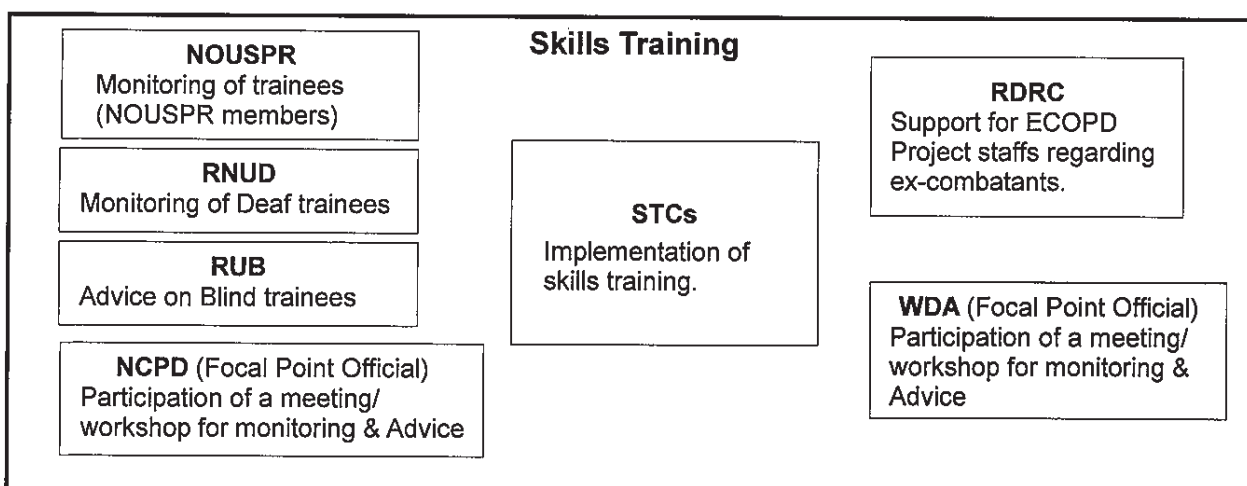 Skills Training
NOUSPR
Monitoring of trainees
(NOUSPR members)
RNUD
Monitoring of Deaf trainees
RUB
Advice on Blind trainees
NCPD (Focal Point Official)
Participation of a meeting/
workshop for monitoring & Advice
STCs
Implementation of
skills training.
RDRC
Support for ECOPD
Project staffs regarding
ex-combatants.
WDA (Focal Point Official)
Participation of a meeting/
workshop for monitoring &
Advice